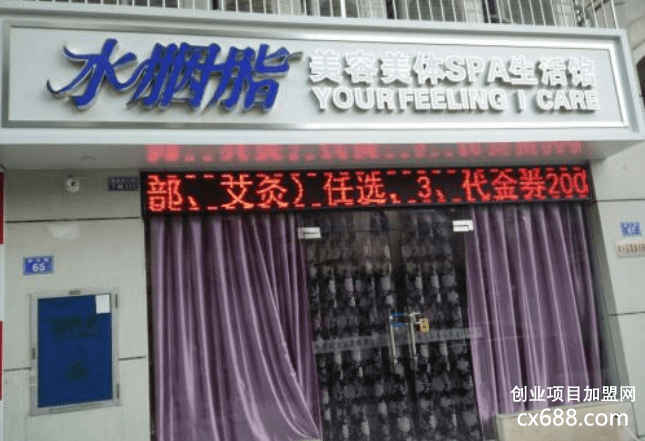 水胭脂
美容美体SPA生活馆
YOUR FEELING I CARE
部、艾灸）任选、3、代金券200
65
创业项目加盟网
cx688.com